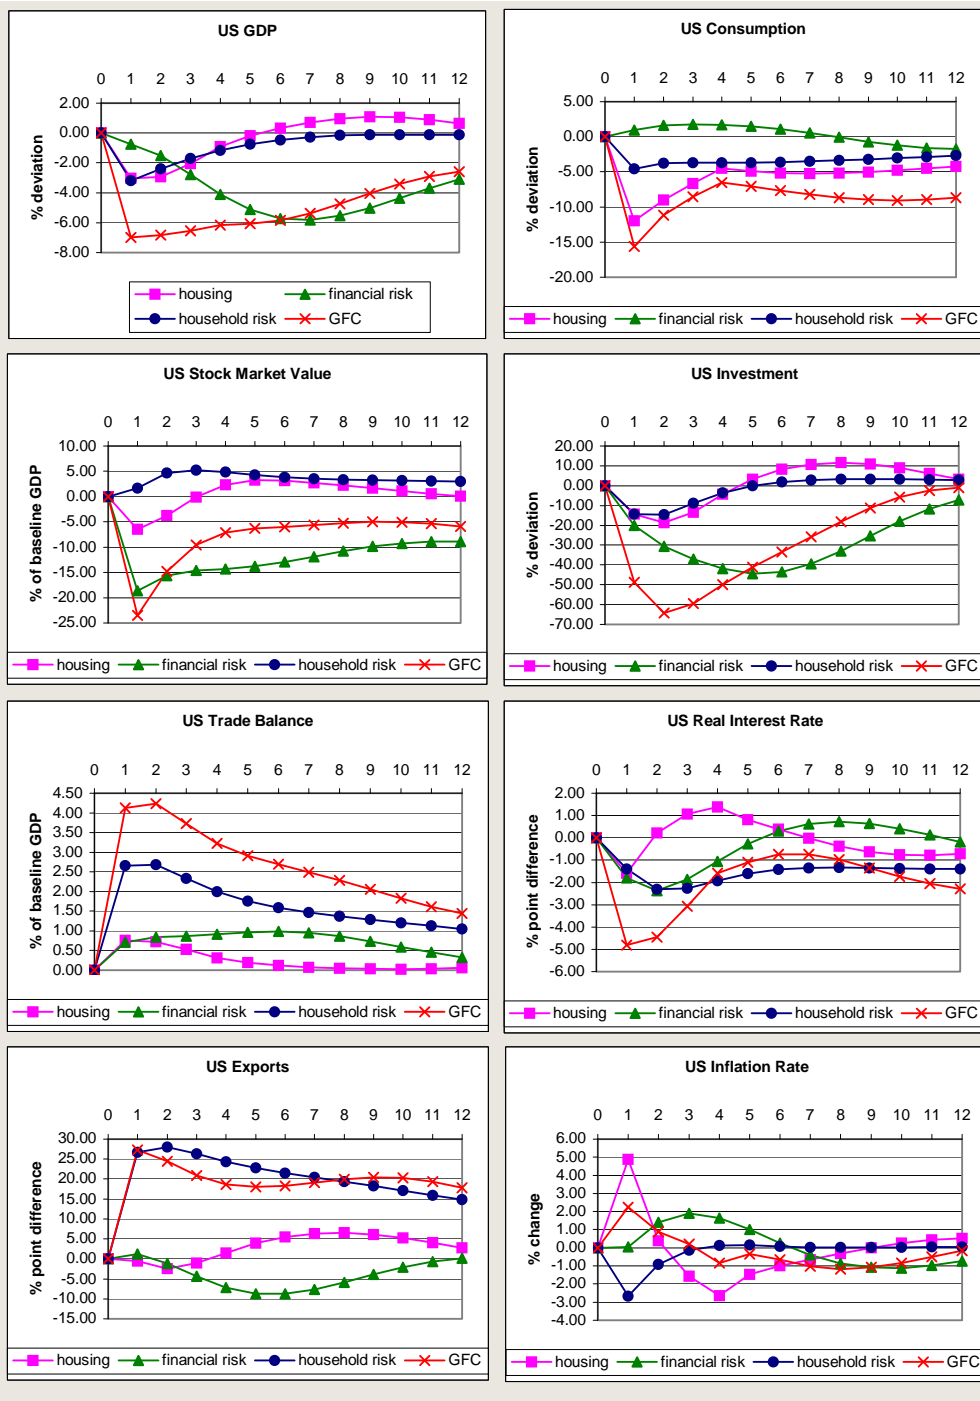 US GDP
0 1 2 3 4 5 6 7 8 9 10 11 12
2.00
0.00
-2.00
-4.00
-6.00
-8.00
% deviation
housing financial risk
household risk GFC
US Consumption
0 1 2 3 4 5 6 7 8 9 10 11 12
5.00
0.00
-5.00
-10.00
-15.00
-20.00
% deviation
housing financial risk household risk GFC
US Stock Market Value
0 1 2 3 4 5 6 7 8 9 10 11 12
10.00
5.00
0.00
-5.00
-10.00
-15.00
-20.00
-25.00
% of baseline GDP
housing financial risk household risk GFC
US Investment
0 1 2 3 4 5 6 7 8 9 10 11 12
20.00
10.00
0.00
-10.00
-20.00
-30.00
-40.00
-50.00
-60.00
-70.00
% deviation
housing financial risk household risk GFC
US Trade Balance
0 1 2 3 4 5 6 7 8 9 10 11 12
4.50
4.00
3.50
3.00
2.50
2.00
1.50
1.00
0.50
0.00
% of baseline GDP
housing financial risk household risk GFC
US Real Interest Rate
0 1 2 3 4 5 6 7 8 9 10 11 12
2.00
1.00
0.00
-1.00
-2.00
-3.00
-4.00
-5.00
-6.00
% point difference
housing financial risk household risk GFC
US Exports
0 1 2 3 4 5 6 7 8 9 10 11 12
30.00
25.00
20.00
15.00
10.00
5.00
0.00
-5.00
-10.00
-15.00
% point difference
housing financial risk household risk GFC
US Inflation Rate
0 1 2 3 4 5 6 7 8 9 10 11 12
6.00
5.00
4.00
3.00
2.00
1.00
0.00
-1.00
-2.00
-3.00
-4.00
% change
housing financial risk household risk GFC